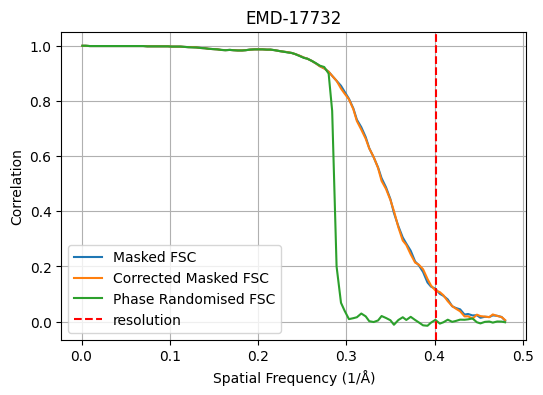 EMD-17732
Correlation
1.0
0.8
0.6
0.4
0.2
0.0
Masked FSC
Corrected Masked FSC
Phase Randomised FSC
resolution
0.0 0.1 0.2 0.3 0.4 0.5
Spatial Frequency (1/Å)